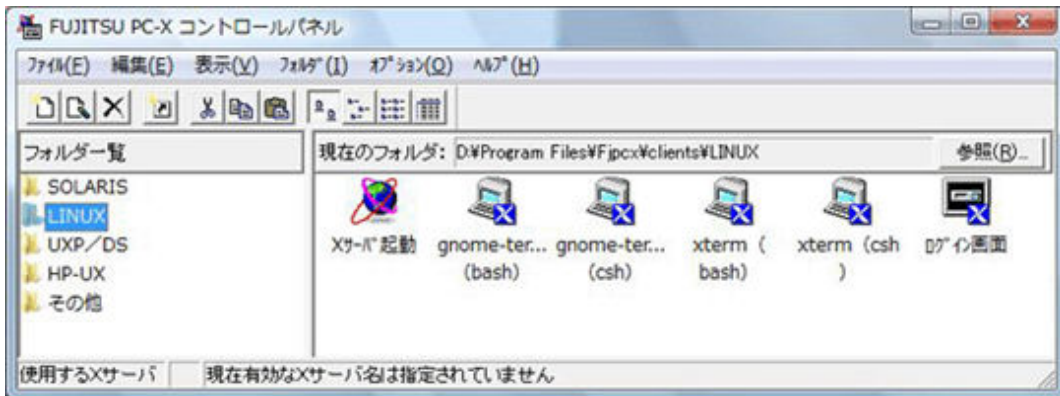 FUJITSU PC-X コントロールパネル
ファイル(F) 編集(E) 表示(V) フォルダ(I) オプション(O) ヘルプ(H)
フォルダ一覧
現在のフォルダ: D:¥Program Files¥Fjpcx¥clients¥LINUX 参照(R)...
SOLARIS
LINUX
UXP/DS
HP-UX
その他
Xサーバ起動
gnome-ter...
(bash)
gnome-ter...
(csh)
xterm (
bash)
xterm (csh
)
ログイン画面
使用するXサーバ 現在有効なXサーバ名は指定されていません